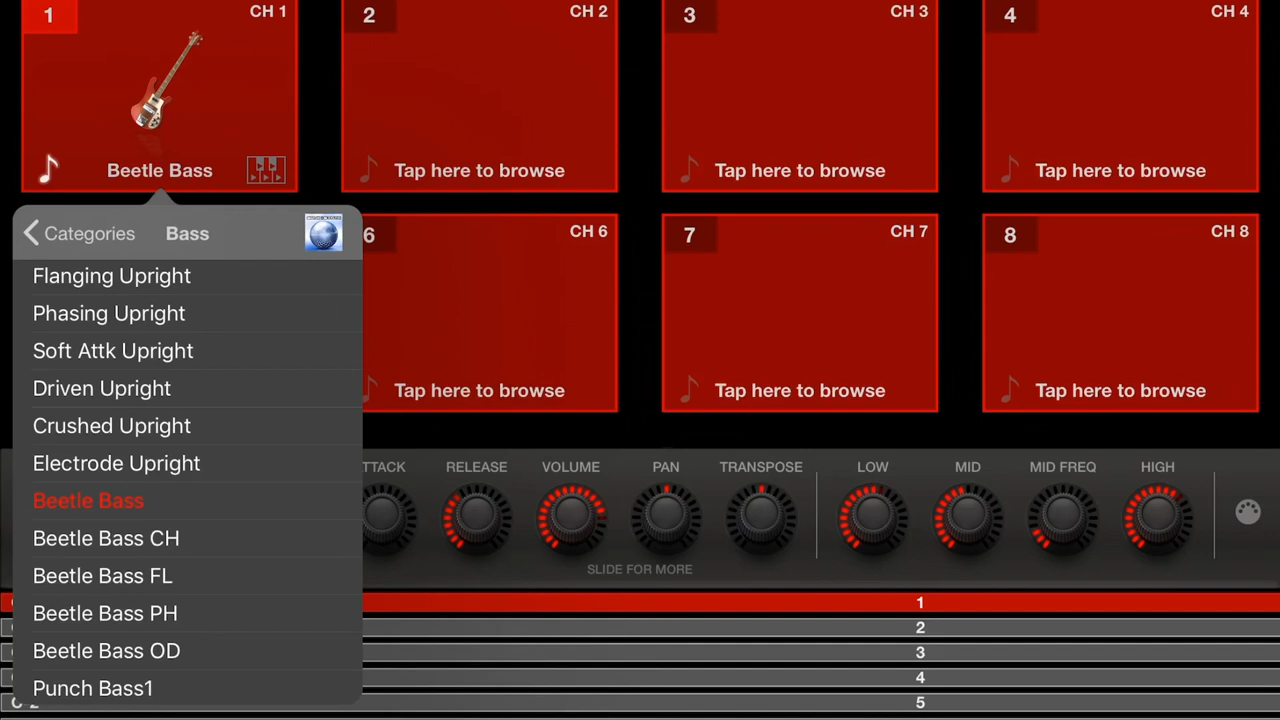 1
CH 1
2
CH 2
3
CH 3
4
CH 4
Beetle Bass
Tap here to browse
Tap here to browse
Tap here to browse
Categories
Bass
6
CH 6
7
CH 7
8
CH 8
Tap here to browse
Tap here to browse
Tap here to browse
Flanging Upright
Phasing Upright
Soft Attk Upright
Driven Upright
Crushed Upright
Electrode Upright
Beetle Bass
Beetle Bass CH
Beetle Bass FL
Beetle Bass PH
Beetle Bass OD
Punch Bass1
TTACK
RELEASE
VOLUME
PAN
TRANSPOSE
LOW
MID
MID FREQ
HIGH
SLIDE FOR MORE
1
2
3
4
5